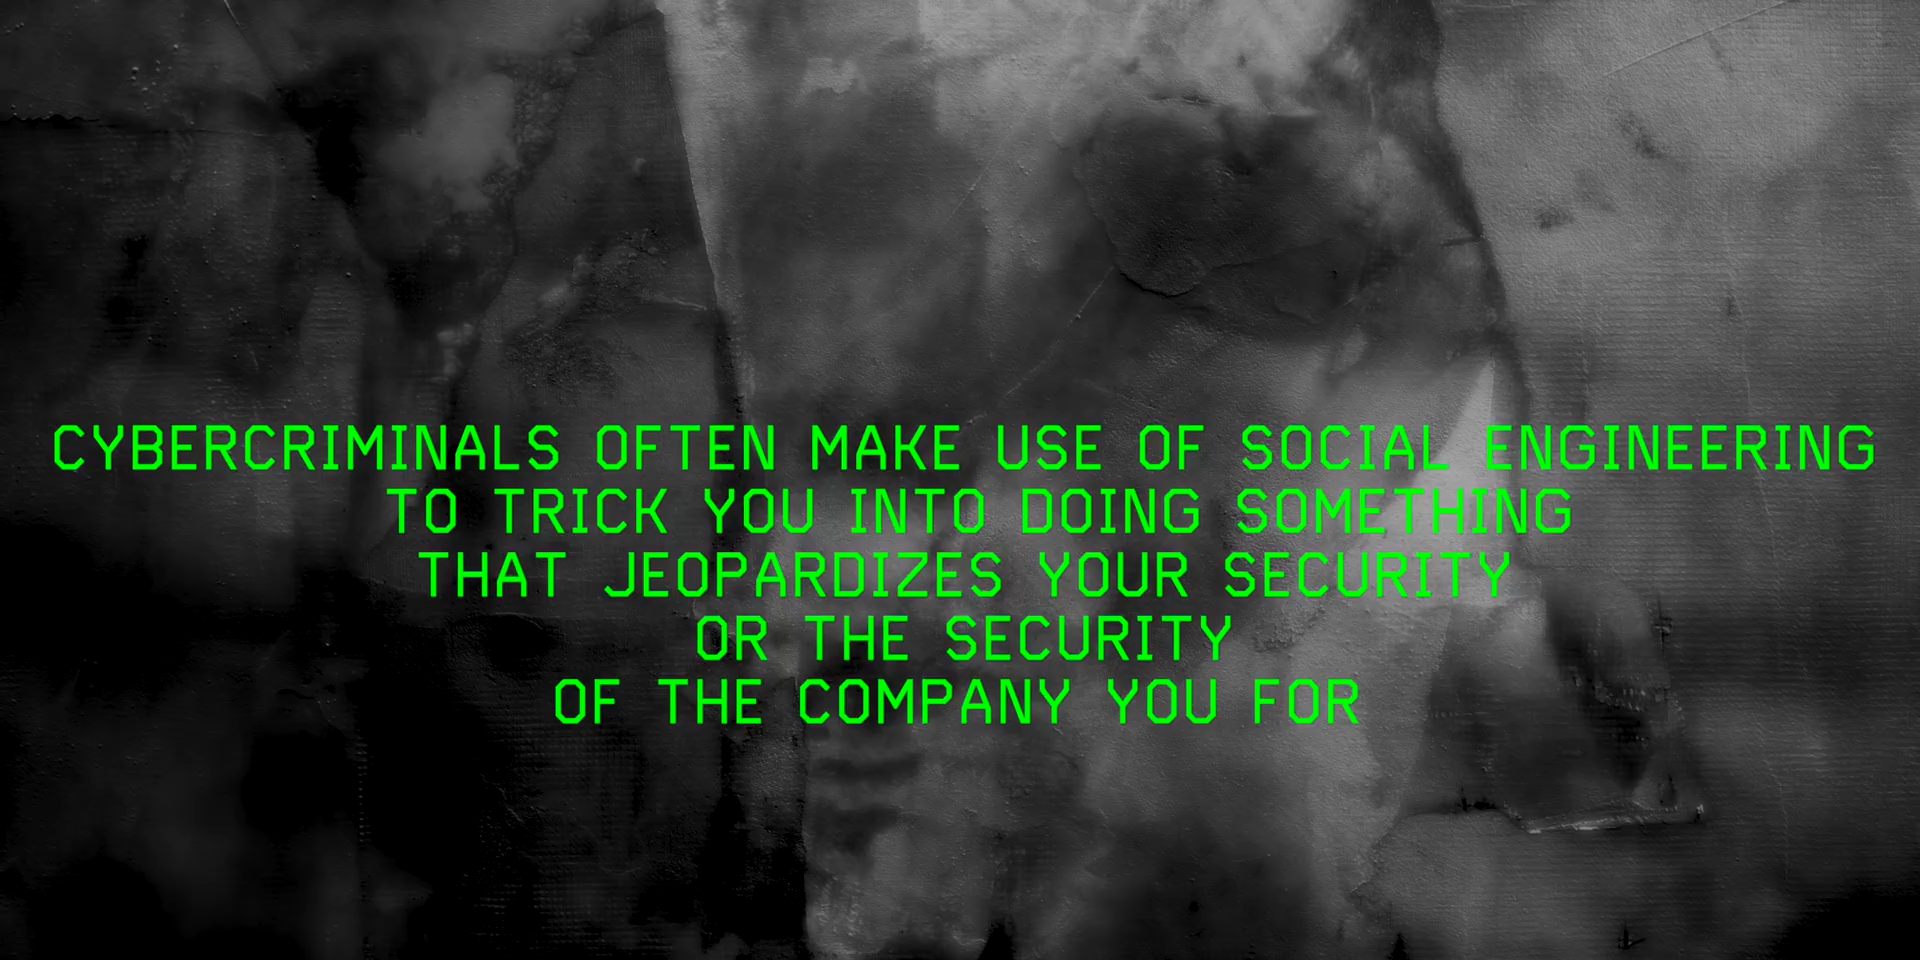 CYBERCRIMINALS OFTEN MAKE USE OF SOCIAL ENGINEERING
TO TRICK YOU INTO DOING SOMETHING
THAT JEOPARDIZES YOUR SECURITY
OR THE SECURITY
OF THE COMPANY YOU FOR